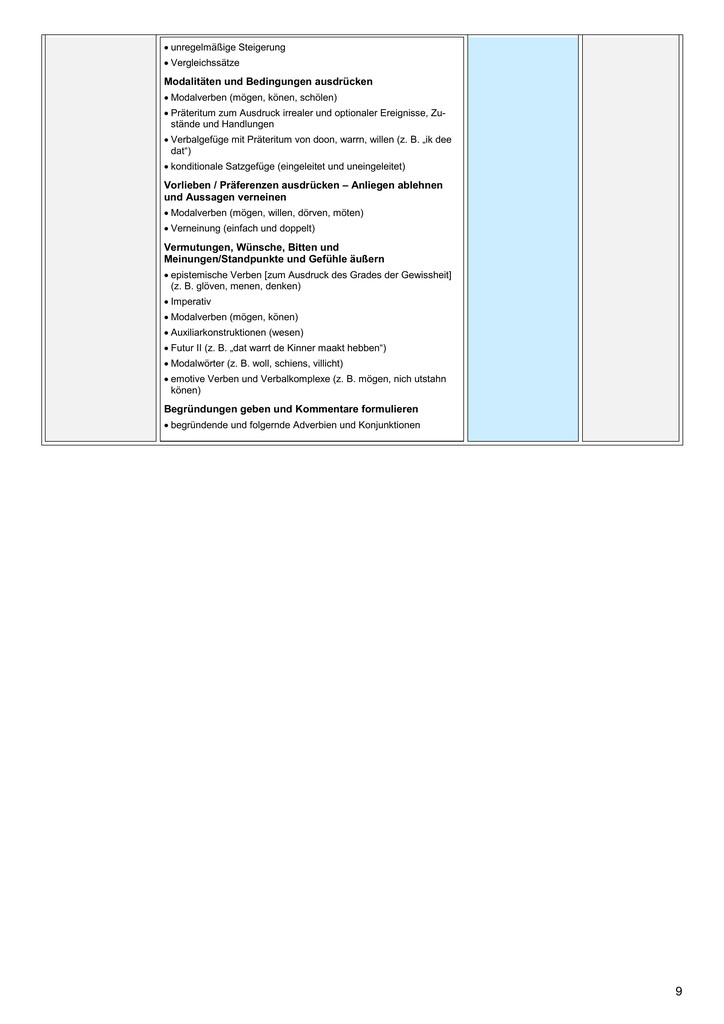 • unregelmäßige Steigerung
• Vergleichssätze
Modalitäten und Bedingungen ausdrücken
• Modalverben (mögen, könen, schölen)
• Präteritum zum Ausdruck irrealer und optionaler Ereignisse, Zu-
stände und Handlungen
• Verbalgefüge mit Präteritum von doon, warrn, willen (z. B. „ik dee
dat“)
• konditionale Satzgefüge (eingeleitet und uneingeleitet)
Vorlieben / Präferenzen ausdrücken – Anliegen ablehnen
und Aussagen verneinen
• Modalverben (mögen, willen, dörven, möten)
• Verneinung (einfach und doppelt)
Vermutungen, Wünsche, Bitten und
Meinungen/Standpunkte und Gefühle äußern
• epistemische Verben [zum Ausdruck des Grades der Gewissheit]
(z. B. glöven, menen, denken)
• Imperativ
• Modalverben (mögen, könen)
• Auxiliarkonstruktionen (wesen)
• Futur II (z. B. „dat warrt de Kinner maakt hebben“)
• Modalwörter (z. B. woll, schiens, villicht)
• emotive Verben und Verbalkomplexe (z. B. mögen, nich utstahn
könen)
Begründungen geben und Kommentare formulieren
• begründende und folgernde Adverbien und Konjunktionen
9